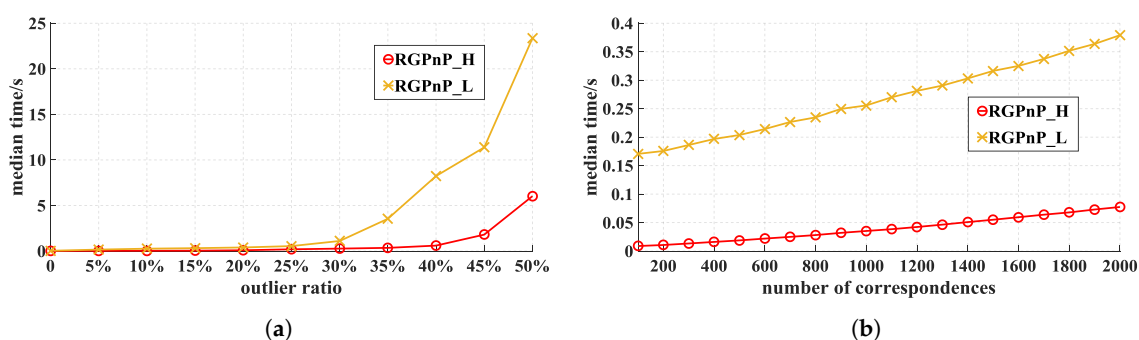 25
20
15
10
5
0
median time/s
RGPnP_H
RGPnP_L
0 5% 10% 15% 20% 25% 30% 35% 40% 45% 50%
outlier ratio
(a)
0.4
0.35
0.3
0.25
0.2
0.15
0.1
0.05
0
median time/s
RGPnP_H
RGPnP_L
200 400 600 800 1000 1200 1400 1600 1800 2000
number of correspondences
(b)